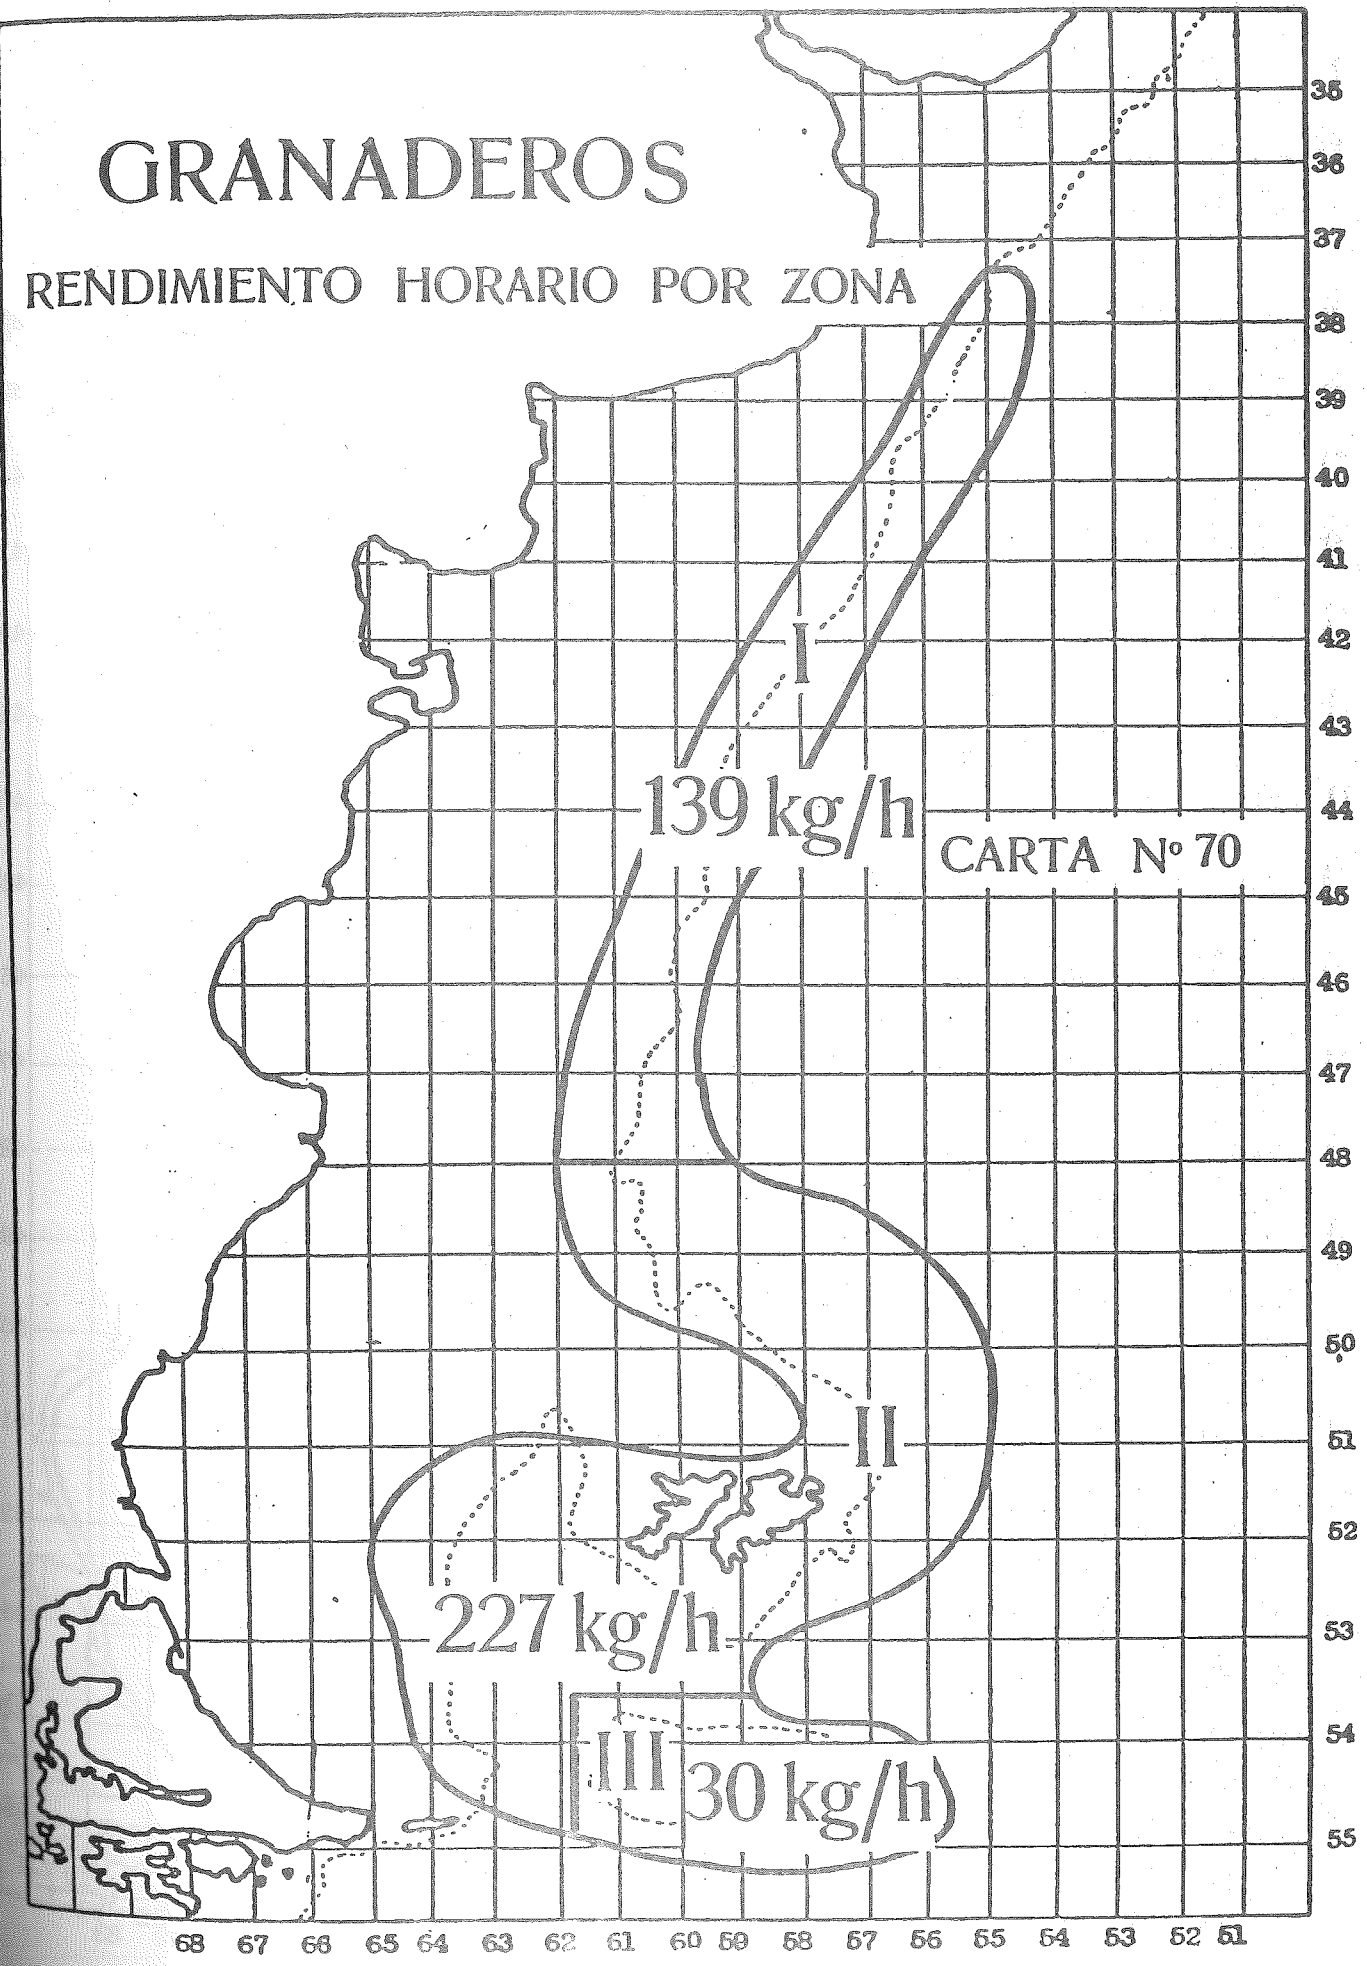 GRANADEROS
RENDIMIENTO HORARIO POR ZONA
35
36
37
38
39
40
41
42
43
44
45
46
47
48
49
50
51
52
53
54
55
I
139 kg/h
CARTA Nº 70
II
227 kg/h
III
30 kg/h)
68 67 66 65 64 63 62 61 60 59 58 57 56 55 54 53 52 51